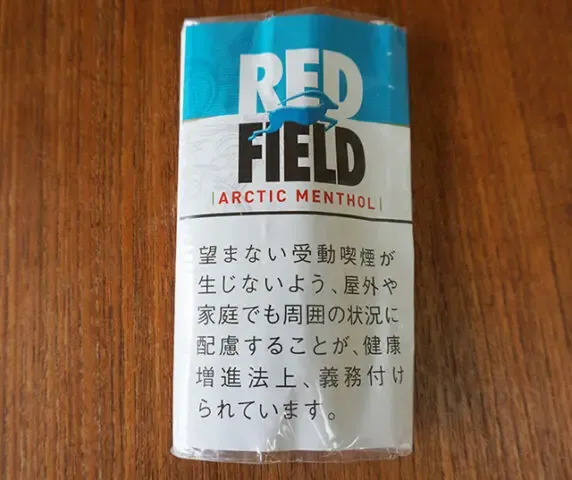 RED
FIELD
ARCTIC MENTHOL
望まない受動喫煙が
生じないよう、屋外や
家庭でも周囲の状況に
配慮することが、健康
増進法上、義務付け
られています。